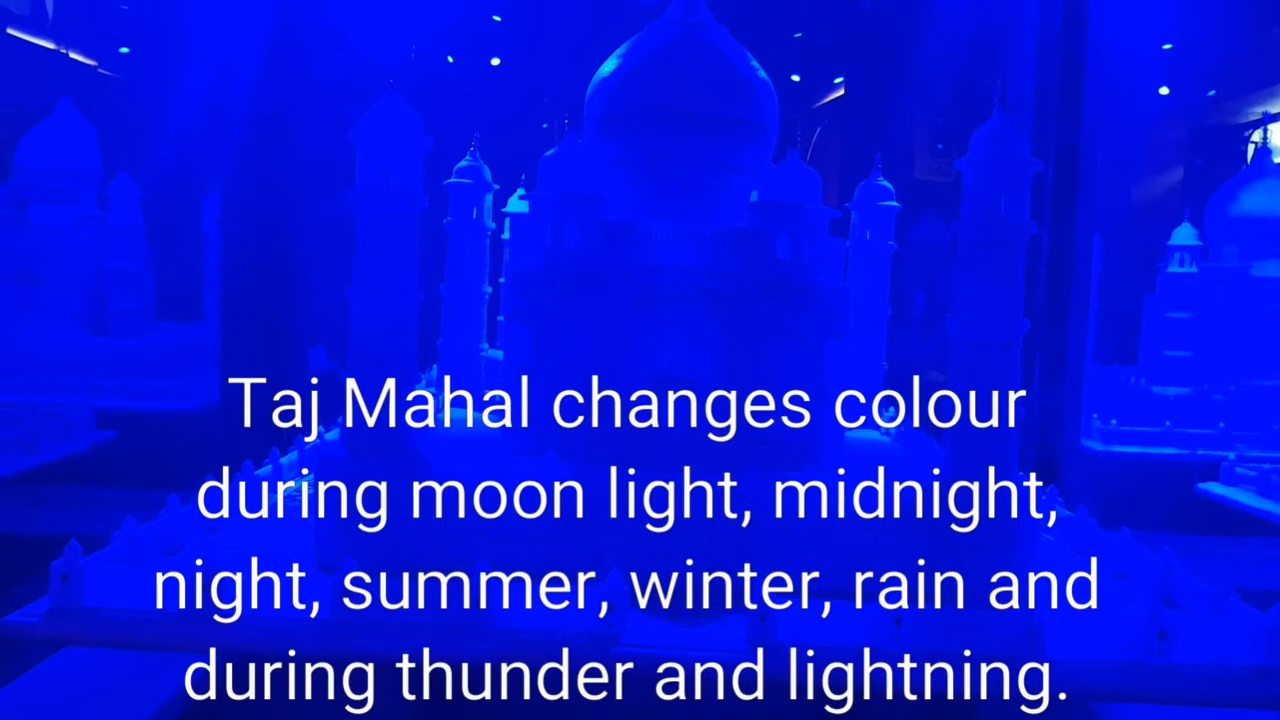 Taj Mahal changes colour
during moon light, midnight,
night, summer, winter, rain and
during thunder and lightning.